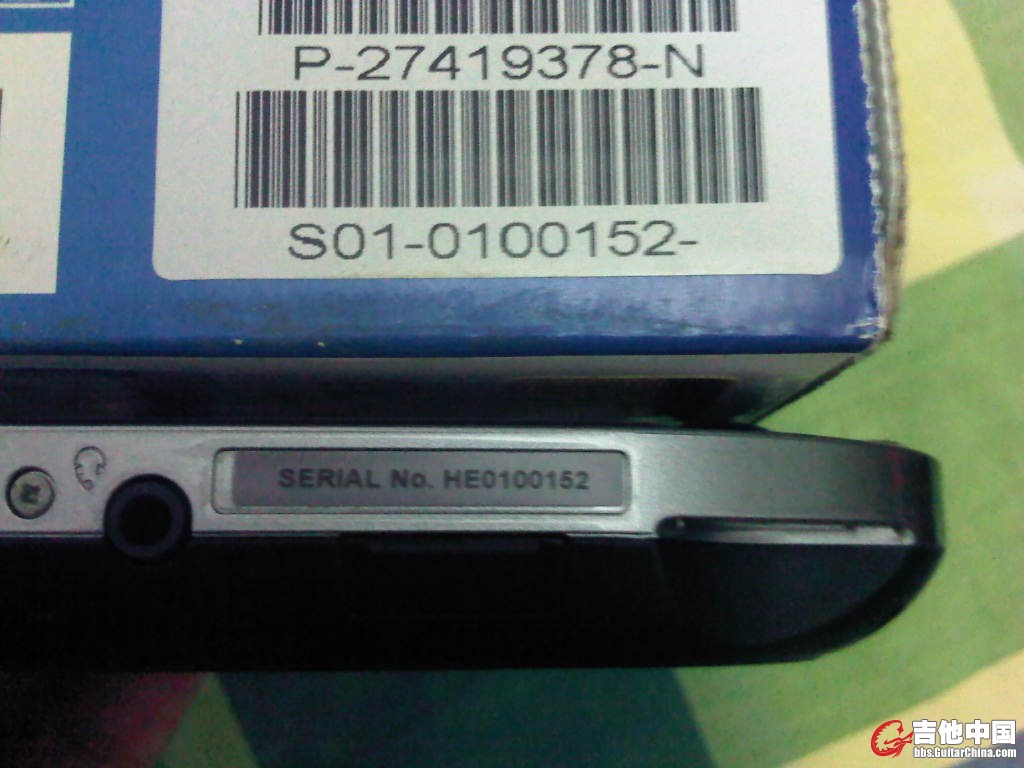 P-27419378-N
S01-0100152-
SERIAL No. HE0100152
吉他中国
bbs.GuitarChina.com